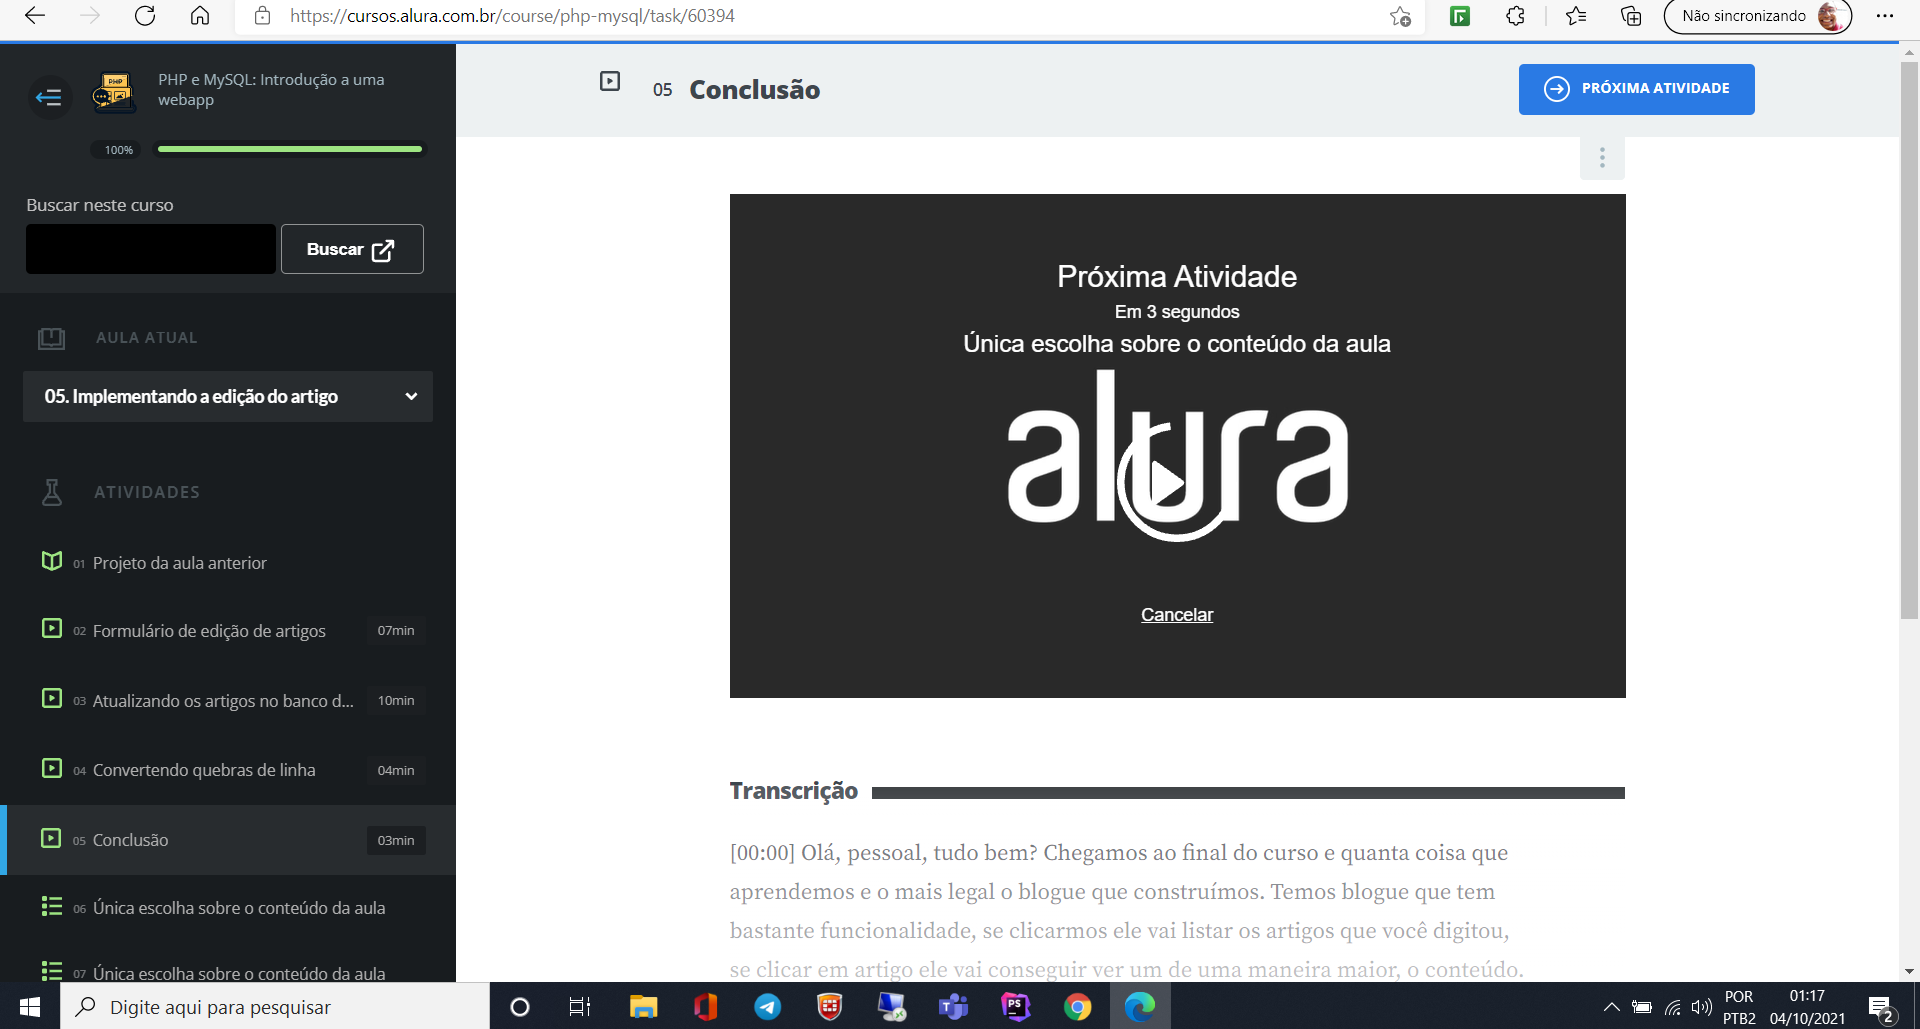 https://cursos.alura.com.br/course/php-mysql/task/60394
Não sincronizando
PHP e MySQL: Introdução a uma
webapp
100%
Buscar neste curso
Buscar
AULA ATUAL
05. Implementando a edição do artigo
ATIVIDADES
01 Projeto da aula anterior
02 Formulário de edição de artigos 07min
03 Atualizando os artigos no banco d... 10min
04 Convertendo quebras de linha 04min
05 Conclusão 03min
06 Única escolha sobre o conteúdo da aula
07 Única escolha sobre o conteúdo da aula
05 Conclusão
PRÓXIMA ATIVIDADE
Próxima Atividade
Em 3 segundos
Única escolha sobre o conteúdo da aula
alura
Cancelar
Transcrição
[00:00] Olá, pessoal, tudo bem? Chegamos ao final do curso e quanta coisa que
aprendemos e o mais legal o blogue que construímos. Temos blogue que tem
bastante funcionalidade, se clicarmos ele vai listar os artigos que você digitou,
se clicar em artigo ele vai conseguir ver um de uma maneira maior, o conteúdo.
Digite aqui para pesquisar
POR
PTB2
01:17
04/10/2021
2